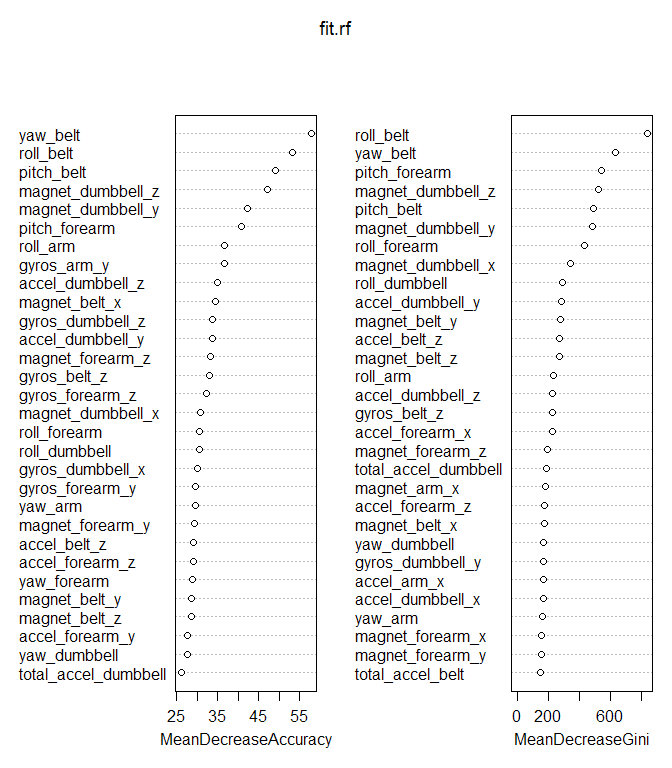 fit.rf
yaw_belt
roll_belt
pitch_belt
magnet_dumbbell_z
magnet_dumbbell_y
pitch_forearm
roll_arm
gyros_arm_y
accel_dumbbell_z
magnet_belt_x
gyros_dumbbell_z
accel_dumbbell_y
magnet_forearm_z
gyros_belt_z
gyros_forearm_z
magnet_dumbbell_x
roll_forearm
roll_dumbbell
gyros_dumbbell_x
gyros_forearm_y
yaw_arm
magnet_forearm_y
accel_belt_z
accel_forearm_z
yaw_forearm
magnet_belt_y
magnet_belt_z
accel_forearm_y
yaw_dumbbell
total_accel_dumbbell
25 35 45 55
MeanDecreaseAccuracy
roll_belt
yaw_belt
pitch_forearm
magnet_dumbbell_z
pitch_belt
magnet_dumbbell_y
roll_forearm
magnet_dumbbell_x
roll_dumbbell
accel_dumbbell_y
magnet_belt_y
accel_belt_z
magnet_belt_z
roll_arm
accel_dumbbell_z
gyros_belt_z
accel_forearm_x
magnet_forearm_z
total_accel_dumbbell
magnet_arm_x
accel_forearm_z
magnet_belt_x
yaw_dumbbell
gyros_dumbbell_y
accel_arm_x
accel_dumbbell_x
yaw_arm
magnet_forearm_x
magnet_forearm_y
total_accel_belt
0 200 600
MeanDecreaseGini